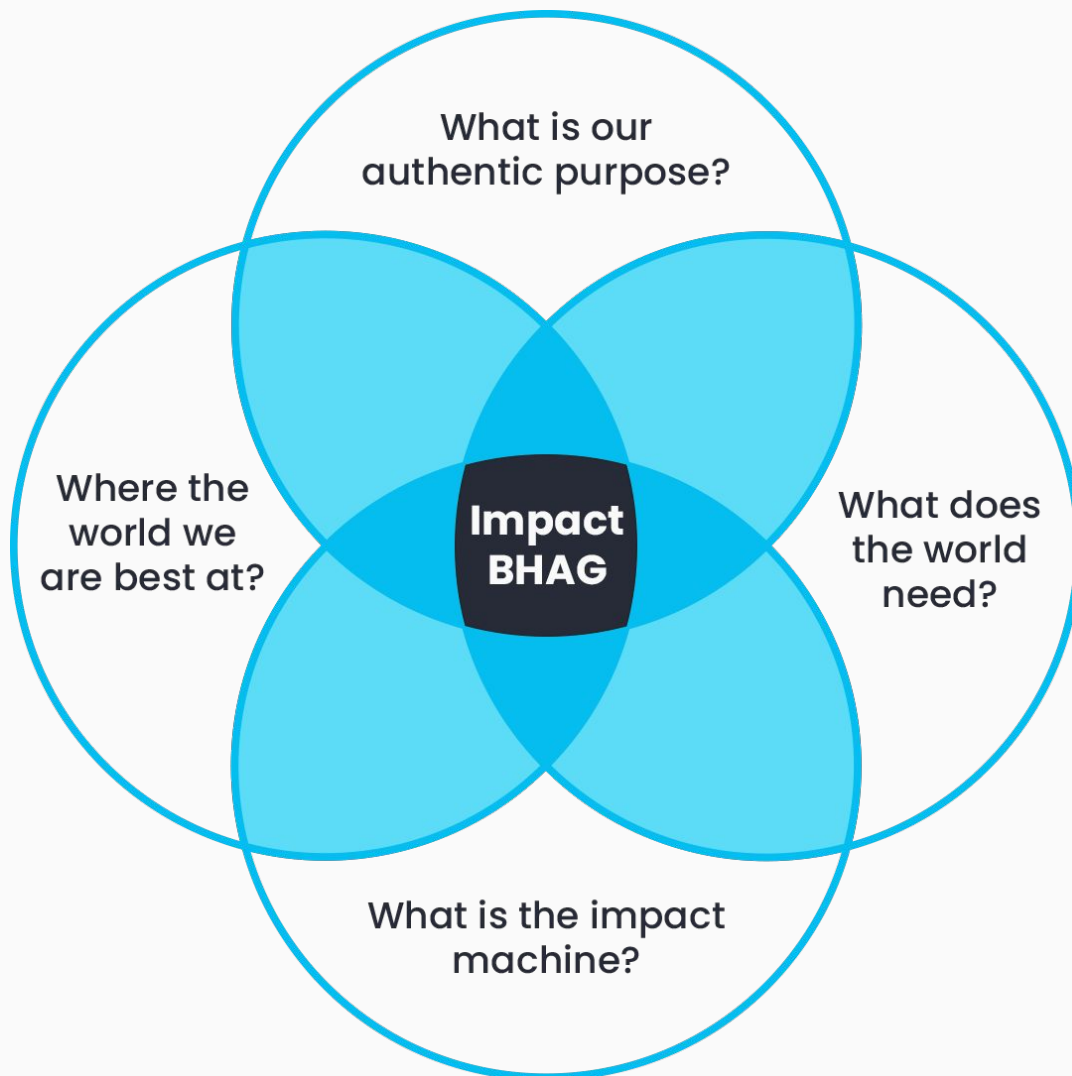 What is our
authentic purpose?
Where the
world we
are best at?
Impact
BHAG
What does
the world
need?
What is the impact
machine?